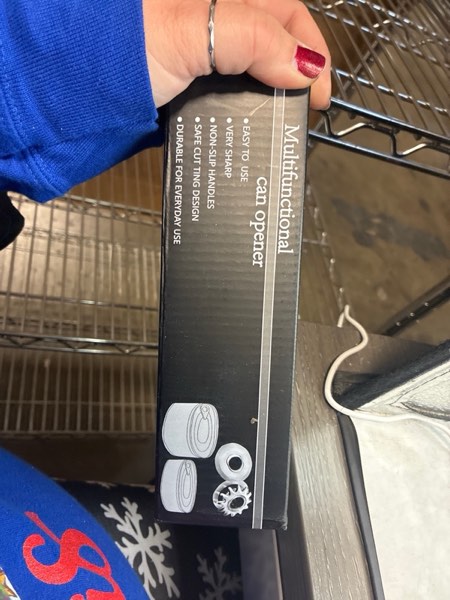 Multifunctional
can opener
• EASY TO USE
• VERY SHARP
• NON-SLIP HANDLES
• SAFE CUT TING DESIGN
• DURABLE FOR EVERYDAY USE